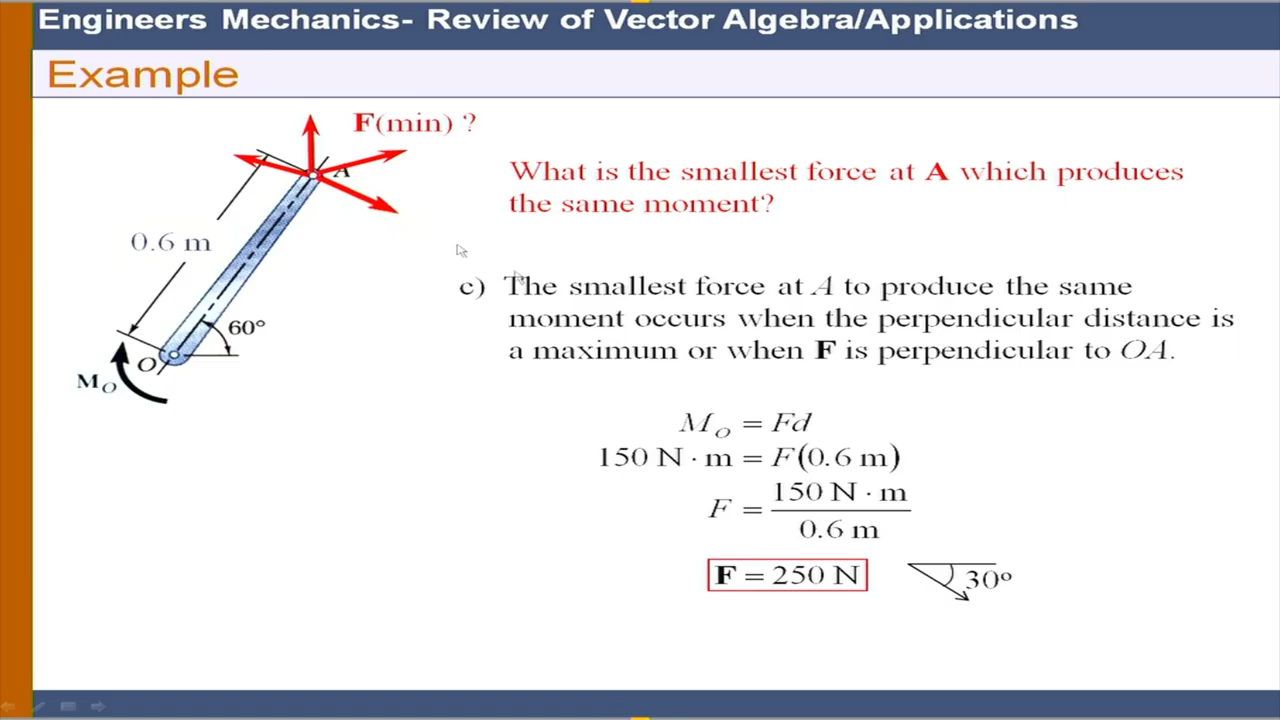 Engineers Mechanics- Review of Vector Algebra/Applications
Example
F(min) ?
A
0.6 m
60°
O
M_O
What is the smallest force at A which produces
the same moment?
c) The smallest force at A to produce the same
moment occurs when the perpendicular distance is
a maximum or when F is perpendicular to OA.
M_O = Fd
150 N · m = F(0.6 m)
F = 150 N · m / 0.6 m
F = 250 N
30°